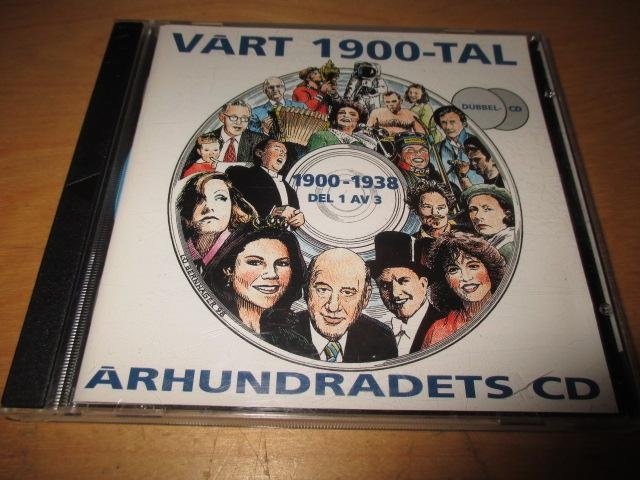 VÅRT 1900-TAL
DUBBEL- CD
1900-1938
DEL 1 AV 3
ÅRHUNDRADETS CD